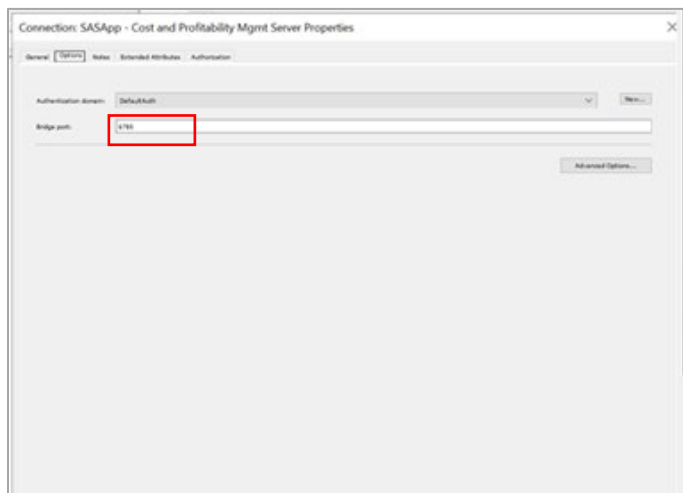 Connection: SASApp - Cost and Profitability Mgmt Server Properties
General Options Notes Extended Attributes Authorization
Authentication domain: DefaultAuth New...
Bridge port:
Advanced Options...